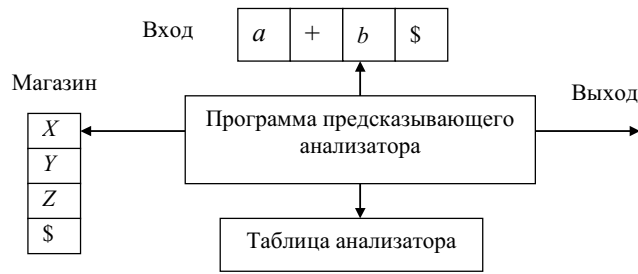 Вход
a + b $
Магазин
X
Y
Z
$
Программа предсказывающего
анализатора
Выход
Таблица анализатора